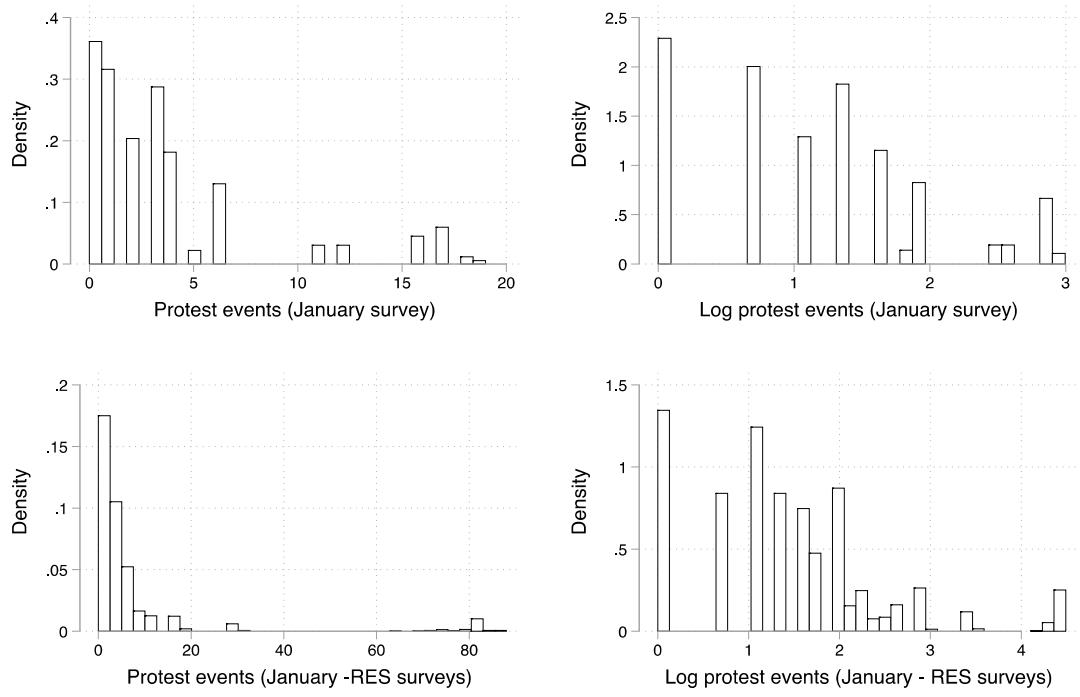 .4
.3
.2
.1
0
Density
0 5 10 15 20
Protest events (January survey)
2.5
2
1.5
1
.5
0
Density
0 1 2 3
Log protest events (January survey)
.2
.15
.1
.05
0
Density
0 20 40 60 80
Protest events (January -RES surveys)
1.5
1
.5
0
Density
0 1 2 3 4
Log protest events (January - RES surveys)